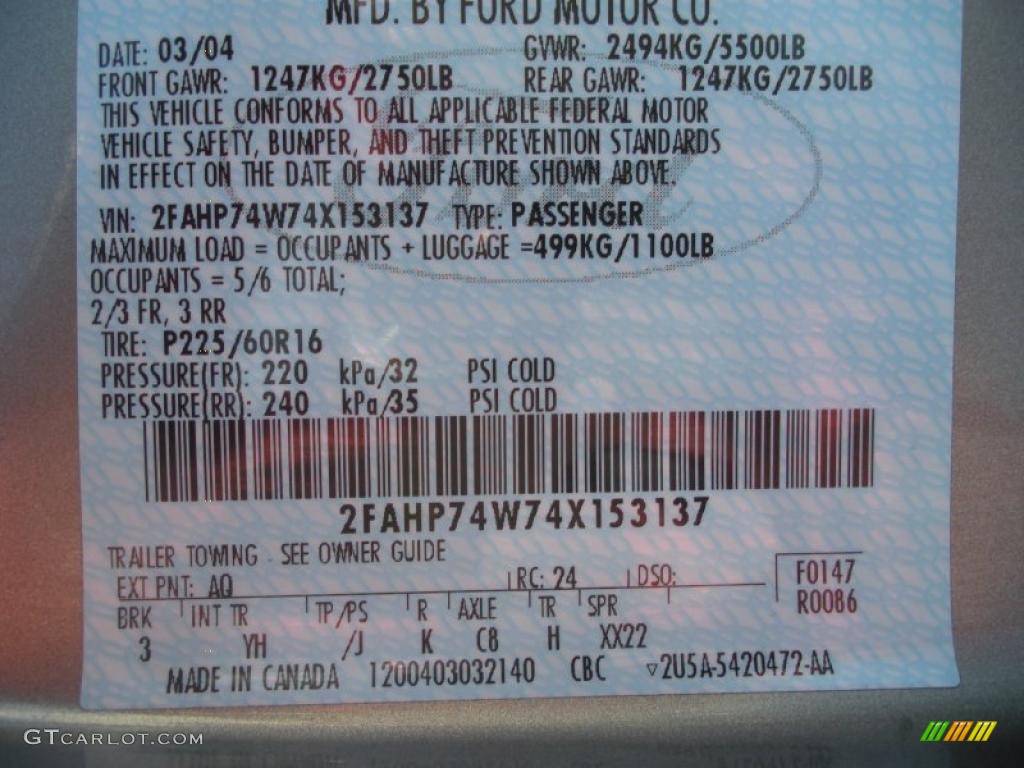 MFD. BY FORD MOTOR CO.
DATE: 03/04 GVWR: 2494KG/5500LB
FRONT GAWR: 1247KG/2750LB REAR GAWR: 1247KG/2750LB
THIS VEHICLE CONFORMS TO ALL APPLICABLE FEDERAL MOTOR
VEHICLE SAFETY, BUMPER, AND THEFT PREVENTION STANDARDS
IN EFFECT ON THE DATE OF MANUFACTURE SHOWN ABOVE.
VIN: 2FAHP74W74X153137 TYPE: PASSENGER
MAXIMUM LOAD = OCCUPANTS + LUGGAGE =499KG/1100LB
OCCUPANTS = 5/6 TOTAL;
2/3 FR, 3 RR
TIRE: P225/60R16
PRESSURE(FR): 220 kPa/32 PSI COLD
PRESSURE(RR): 240 kPa/35 PSI COLD
2FAHP74W74X153137
TRAILER TOWING - SEE OWNER GUIDE
EXT PNT: AQ RC: 24 DSO: F0147
R0086
BRK INT TR TP/PS R AXLE TR SPR
3 YH /J K C8 H XX22
MADE IN CANADA 1200403032140 CBC ▿2U5A-5420472-AA
GTCARLOT.COM